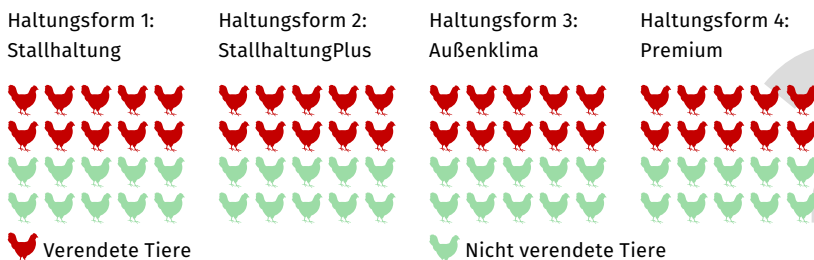 Haltungsform 1:
Stallhaltung
Haltungsform 2:
StallhaltungPlus
Haltungsform 3:
Außenklima
Haltungsform 4:
Premium
Verendete Tiere
Nicht verendete Tiere